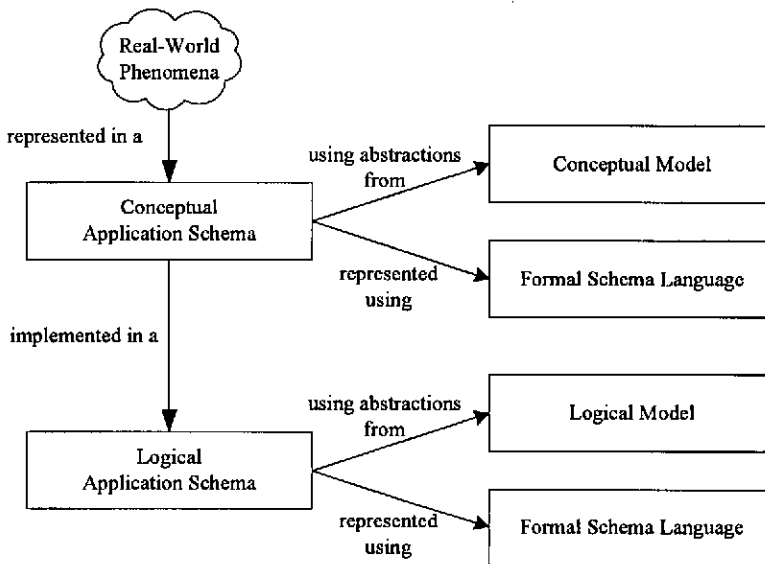 Real-World
Phenomena
represented in a
Conceptual
Application Schema
using abstractions
from
Conceptual Model
represented
using
Formal Schema Language
implemented in a
Logical
Application Schema
using abstractions
from
Logical Model
represented
using
Formal Schema Language